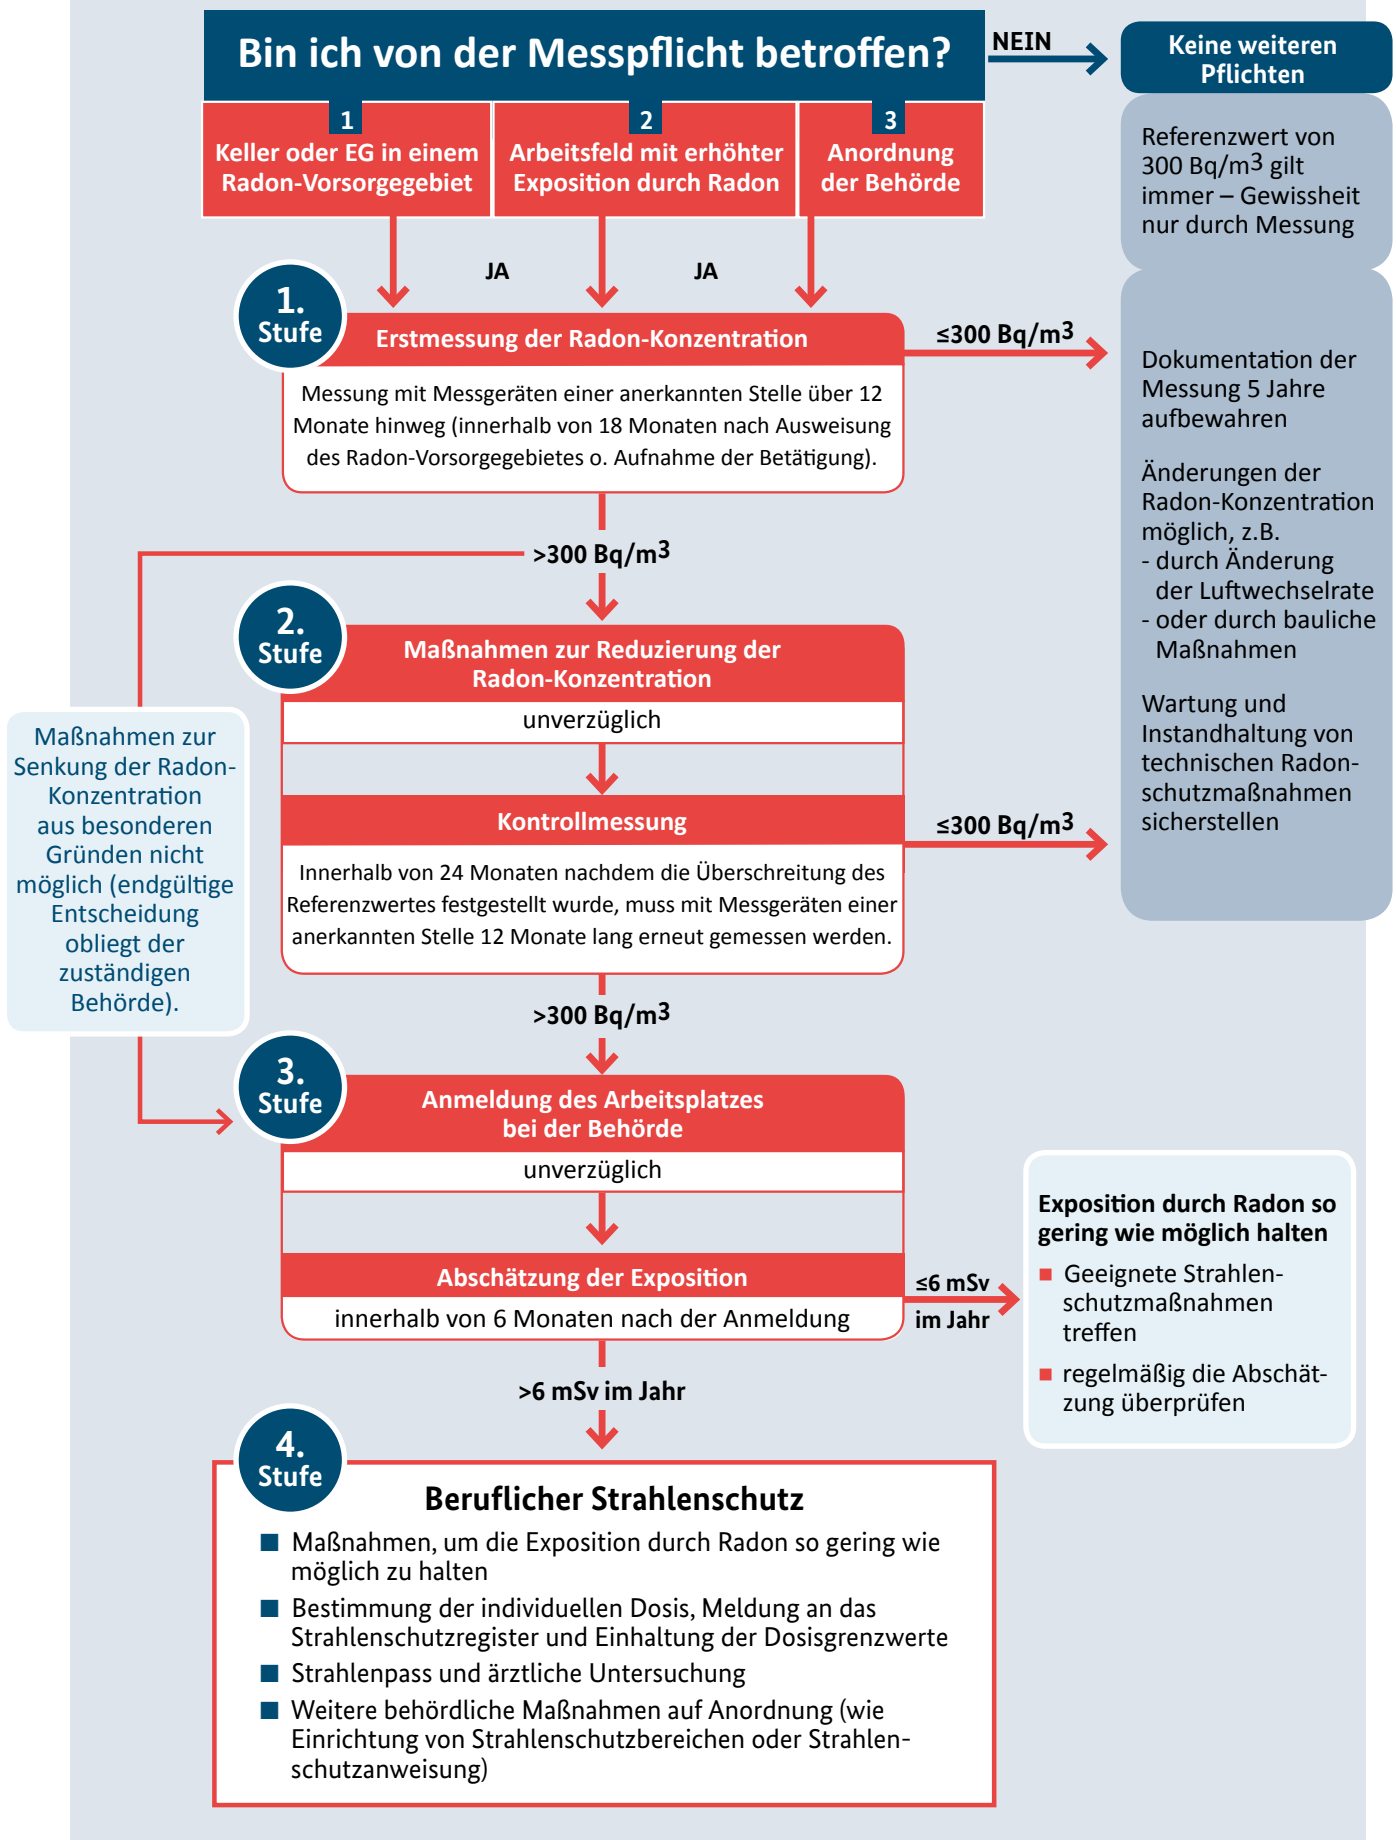 Bin ich von der Messpflicht betroffen?
NEIN
Keine weiteren
Pflichten
1
Keller oder EG in einem
Radon-Vorsorgegebiet
2
Arbeitsfeld mit erhöhter
Exposition durch Radon
3
Anordnung
der Behörde
Referenzwert von
300 Bq/m³ gilt
immer – Gewissheit
nur durch Messung
JA
JA
1.
Stufe
Erstmessung der Radon-Konzentration
≤300 Bq/m³
Messung mit Messgeräten einer anerkannten Stelle über 12
Monate hinweg (innerhalb von 18 Monaten nach Ausweisung
des Radon-Vorsorgegebietes o. Aufnahme der Betätigung).
Dokumentation der
Messung 5 Jahre
aufbewahren
Änderungen der
Radon-Konzentration
möglich, z.B.
- durch Änderung
der Luftwechselrate
- oder durch bauliche
Maßnahmen
Wartung und
Instandhaltung von
technischen Radon-
schutzmaßnahmen
sicherstellen
>300 Bq/m³
2.
Stufe
Maßnahmen zur Reduzierung der
Radon-Konzentration
unverzüglich
Maßnahmen zur
Senkung der Radon-
Konzentration
aus besonderen
Gründen nicht
möglich (endgültige
Entscheidung
obliegt der
zuständigen
Behörde).
Kontrollmessung
≤300 Bq/m³
Innerhalb von 24 Monaten nachdem die Überschreitung des
Referenzwertes festgestellt wurde, muss mit Messgeräten einer
anerkannten Stelle 12 Monate lang erneut gemessen werden.
>300 Bq/m³
3.
Stufe
Anmeldung des Arbeitsplatzes
bei der Behörde
unverzüglich
Abschätzung der Exposition
innerhalb von 6 Monaten nach der Anmeldung
≤6 mSv
im Jahr
Exposition durch Radon so
gering wie möglich halten
■ Geeignete Strahlen-
schutzmaßnahmen
treffen
■ regelmäßig die Abschät-
zung überprüfen
>6 mSv im Jahr
4.
Stufe
Beruflicher Strahlenschutz
■ Maßnahmen, um die Exposition durch Radon so gering wie
möglich zu halten
■ Bestimmung der individuellen Dosis, Meldung an das
Strahlenschutzregister und Einhaltung der Dosisgrenzwerte
■ Strahlenpass und ärztliche Untersuchung
■ Weitere behördliche Maßnahmen auf Anordnung (wie
Einrichtung von Strahlenschutzbereichen oder Strahlen-
schutzanweisung)